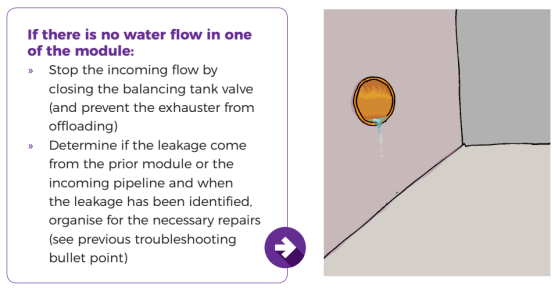 If there is no water flow in one
of the module:
» Stop the incoming flow by
closing the balancing tank valve
(and prevent the exhauster from
offloading)
» Determine if the leakage come
from the prior module or the
incoming pipeline and when
the leakage has been identified,
organise for the necessary repairs
(see previous troubleshooting
bullet point)